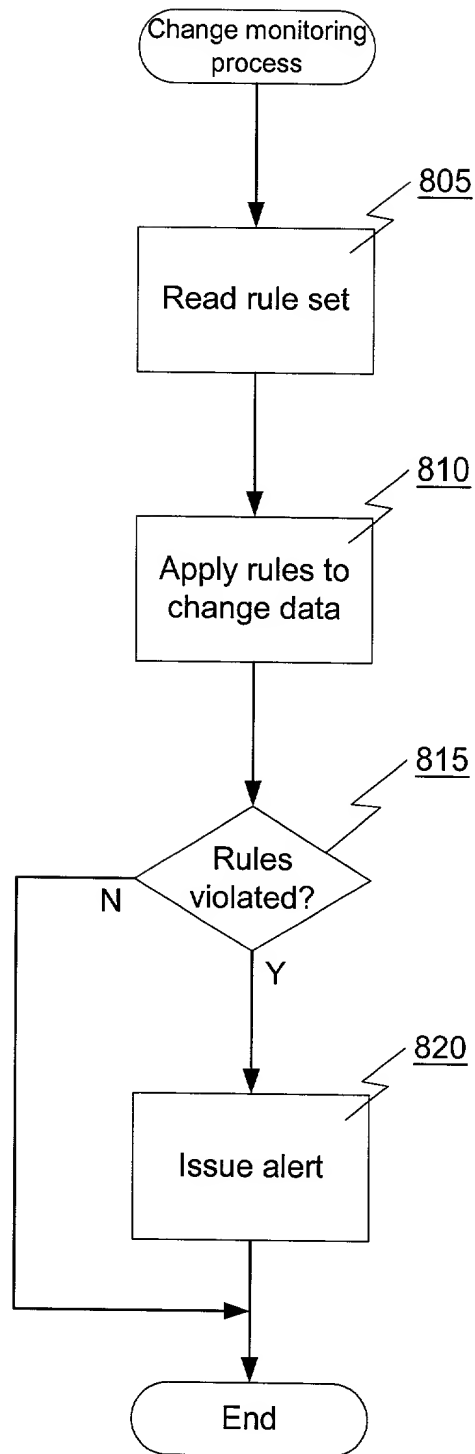 Change monitoring
process
805
Read rule set
810
Apply rules to
change data
815
Rules
violated?
N
Y
820
Issue alert
End